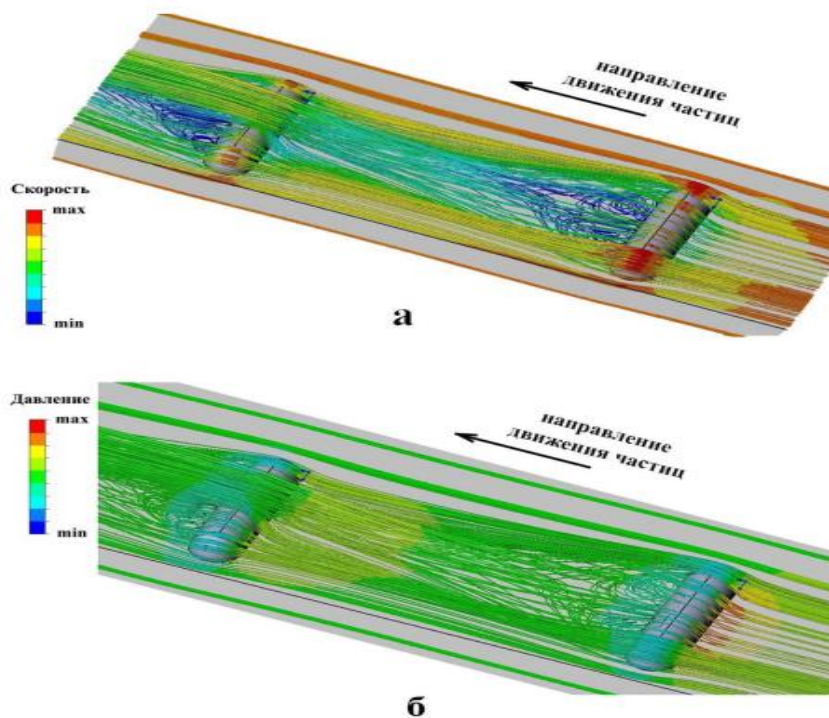 направление
движения частиц
Скорость
max
min
а
Давление
max
min
направление
движения частиц
б